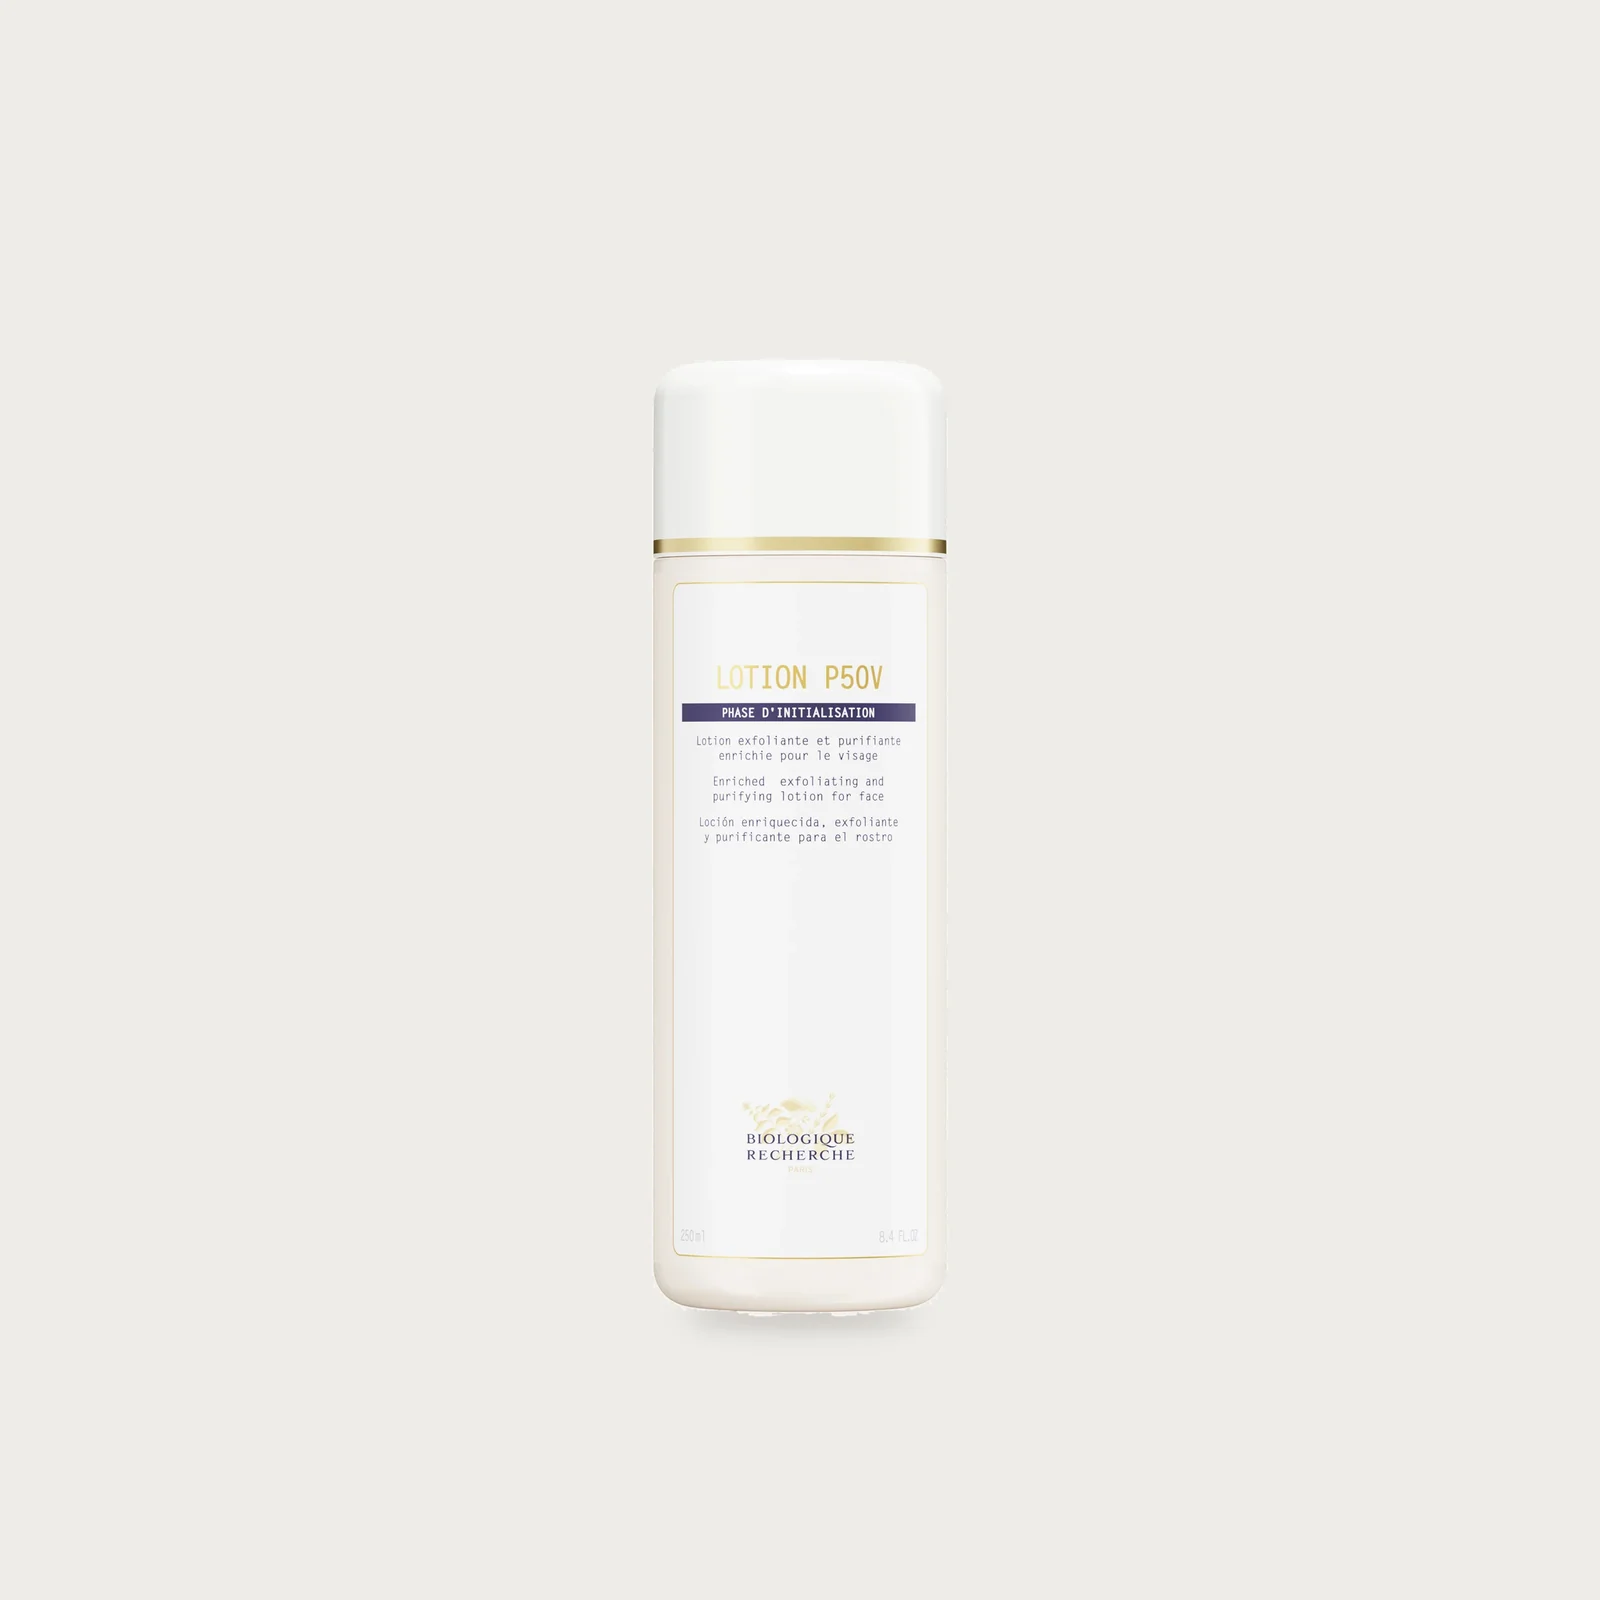 LOTION P50V
PHASE D'INITIALISATION
Lotion exfoliante et purifiante
enrichie pour le visage
Enriched exfoliating and
purifying lotion for face
Loción enriquecida, exfoliante
y purificante para el rostro
BIOLOGIQUE
RECHERCHE
PARIS
250ml 8.4 FL.OZ